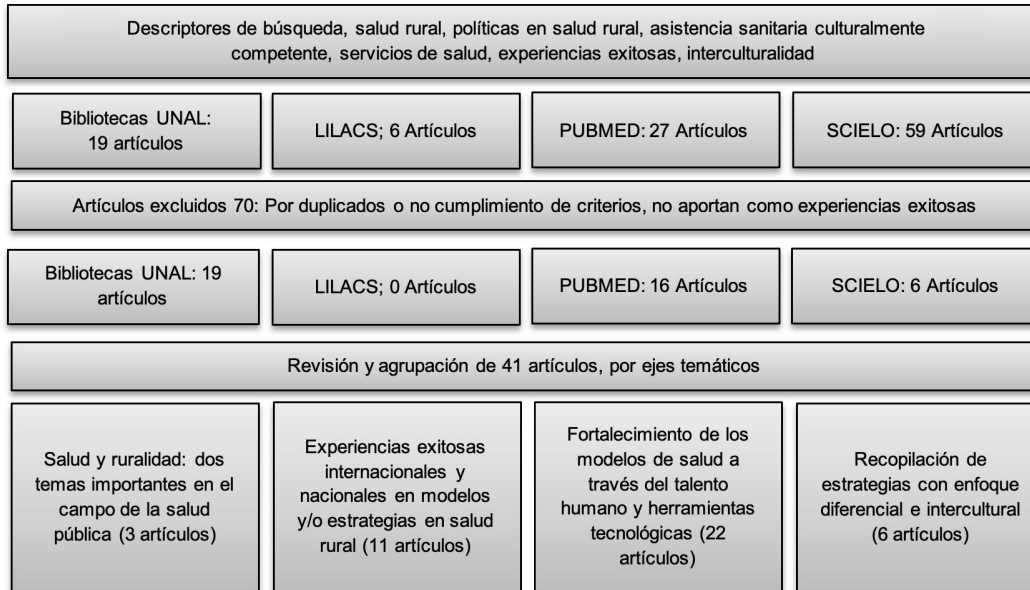 Descriptores de búsqueda, salud rural, políticas en salud rural, asistencia sanitaria culturalmente
competente, servicios de salud, experiencias exitosas, interculturalidad
Bibliotecas UNAL:
19 artículos
LILACS; 6 Artículos
PUBMED: 27 Artículos
SCIELO: 59 Artículos
Artículos excluidos 70: Por duplicados o no cumplimiento de criterios, no aportan como experiencias exitosas
Bibliotecas UNAL: 19
artículos
LILACS; 0 Artículos
PUBMED: 16 Artículos
SCIELO: 6 Artículos
Revisión y agrupación de 41 artículos, por ejes temáticos
Salud y ruralidad: dos
temas importantes en el
campo de la salud
pública (3 artículos)
Experiencias exitosas
internacionales y
nacionales en modelos
y/o estrategias en salud
rural (11 artículos)
Fortalecimiento de los
modelos de salud a
través del talento
humano y herramientas
tecnológicas (22
artículos)
Recopilación de
estrategias con enfoque
diferencial e intercultural
(6 artículos)